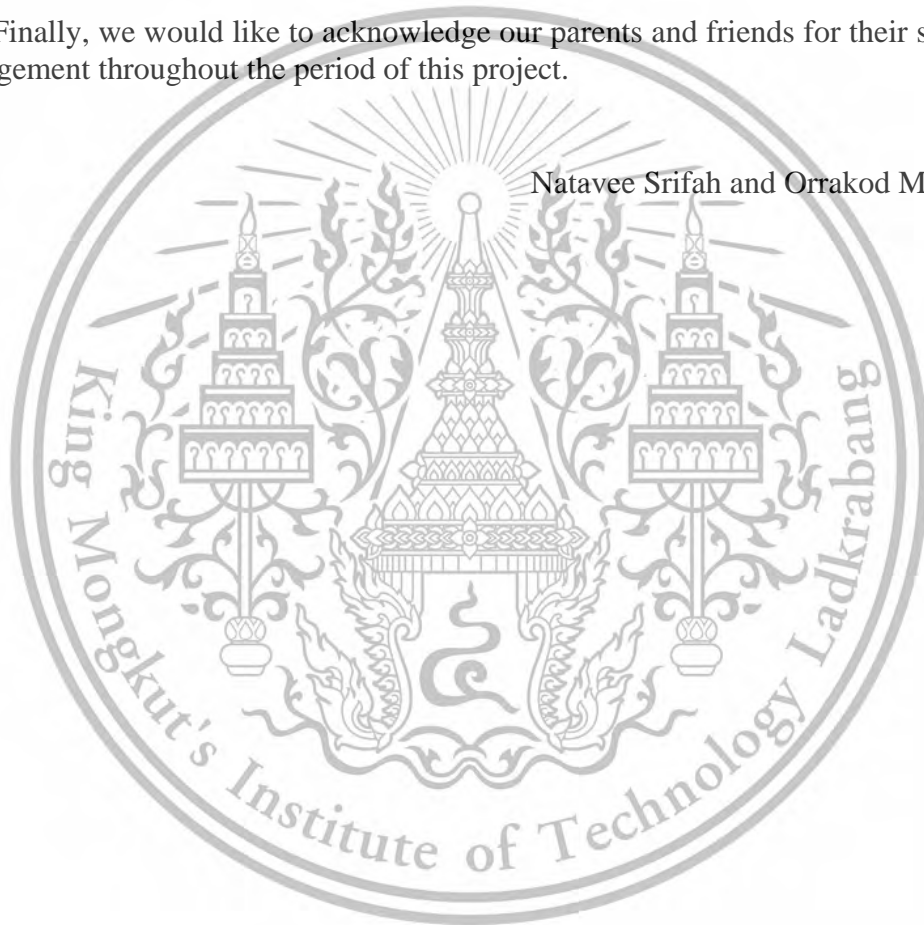 Finally, we would like to acknowledge our parents and friends for their
gement throughout the period of this project.
Natavee Srifah and Orrakod
King Mongkut's Institute of Technology Ladkrabang
๔